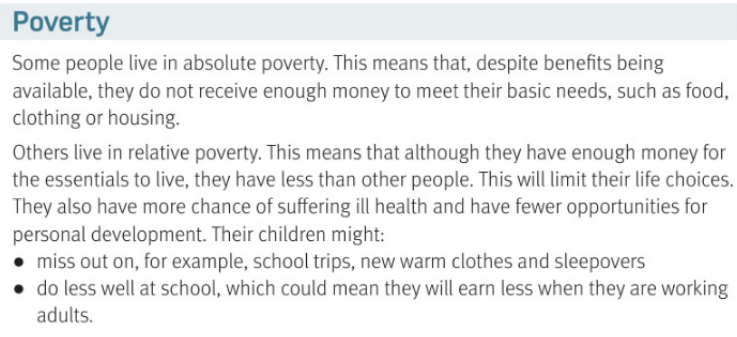 Poverty
Some people live in absolute poverty. This means that, despite benefits being
available, they do not receive enough money to meet their basic needs, such as food,
clothing or housing.
Others live in relative poverty. This means that although they have enough money for
the essentials to live, they have less than other people. This will limit their life choices.
They also have more chance of suffering ill health and have fewer opportunities for
personal development. Their children might:
● miss out on, for example, school trips, new warm clothes and sleepovers
● do less well at school, which could mean they will earn less when they are working
adults.